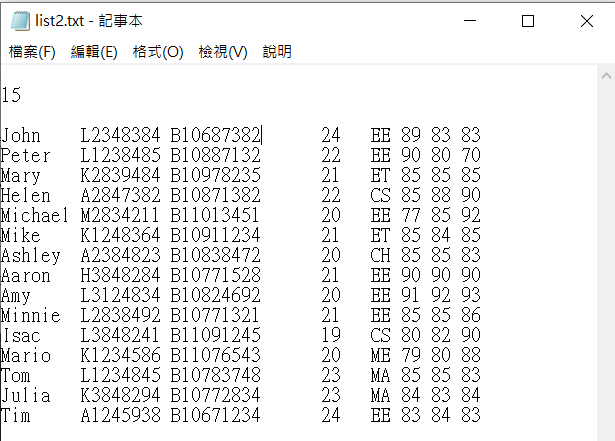 list2.txt - 記事本
檔案(F) 編輯(E) 格式(O) 檢視(V) 說明
15
John L2348384 B10687382 24 EE 89 83 83
Peter L1238485 B10887132 22 EE 90 80 70
Mary K2839484 B10978235 21 ET 85 85 85
Helen A2847382 B10871382 22 CS 85 88 90
Michael M2834211 B11013451 20 EE 77 85 92
Mike K1248364 B10911234 21 ET 85 84 85
Ashley A2384823 B10838472 20 CH 85 85 83
Aaron H3848284 B10771528 21 EE 90 90 90
Amy L3124834 B10824692 20 EE 91 92 93
Minnie L2838492 B10771321 21 EE 85 85 86
Isac L3848241 B11091245 19 CS 80 82 90
Mario K1234586 B11076543 20 ME 79 80 88
Tom L1234845 B10783748 23 MA 85 85 83
Julia K3848294 B10772834 23 MA 84 83 84
Tim A1245938 B10671234 24 EE 83 84 83